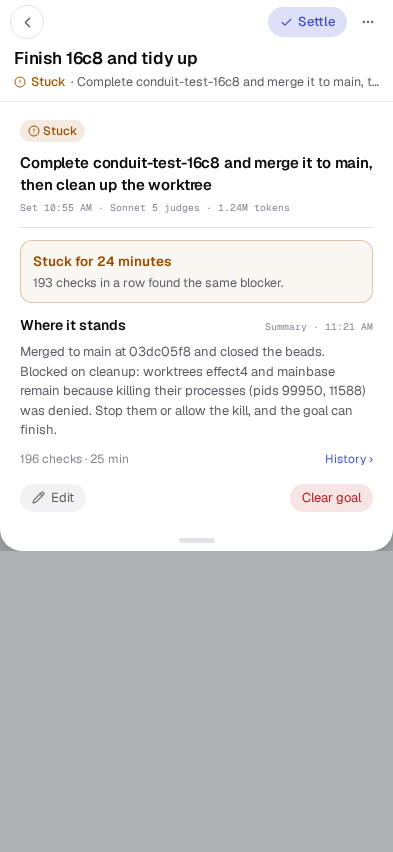 Settle
Finish 16c8 and tidy up
Stuck · Complete conduit-test-16c8 and merge it to main, t…
Stuck
Complete conduit-test-16c8 and merge it to main,
then clean up the worktree
Set 10:55 AM · Sonnet 5 judges · 1.24M tokens
Stuck for 24 minutes
193 checks in a row found the same blocker.
Where it stands
Summary · 11:21 AM
Merged to main at 03dc05f8 and closed the beads.
Blocked on cleanup: worktrees effect4 and mainbase
remain because killing their processes (pids 99950, 11588)
was denied. Stop them or allow the kill, and the goal can
finish.
196 checks · 25 min
History ›
Edit
Clear goal